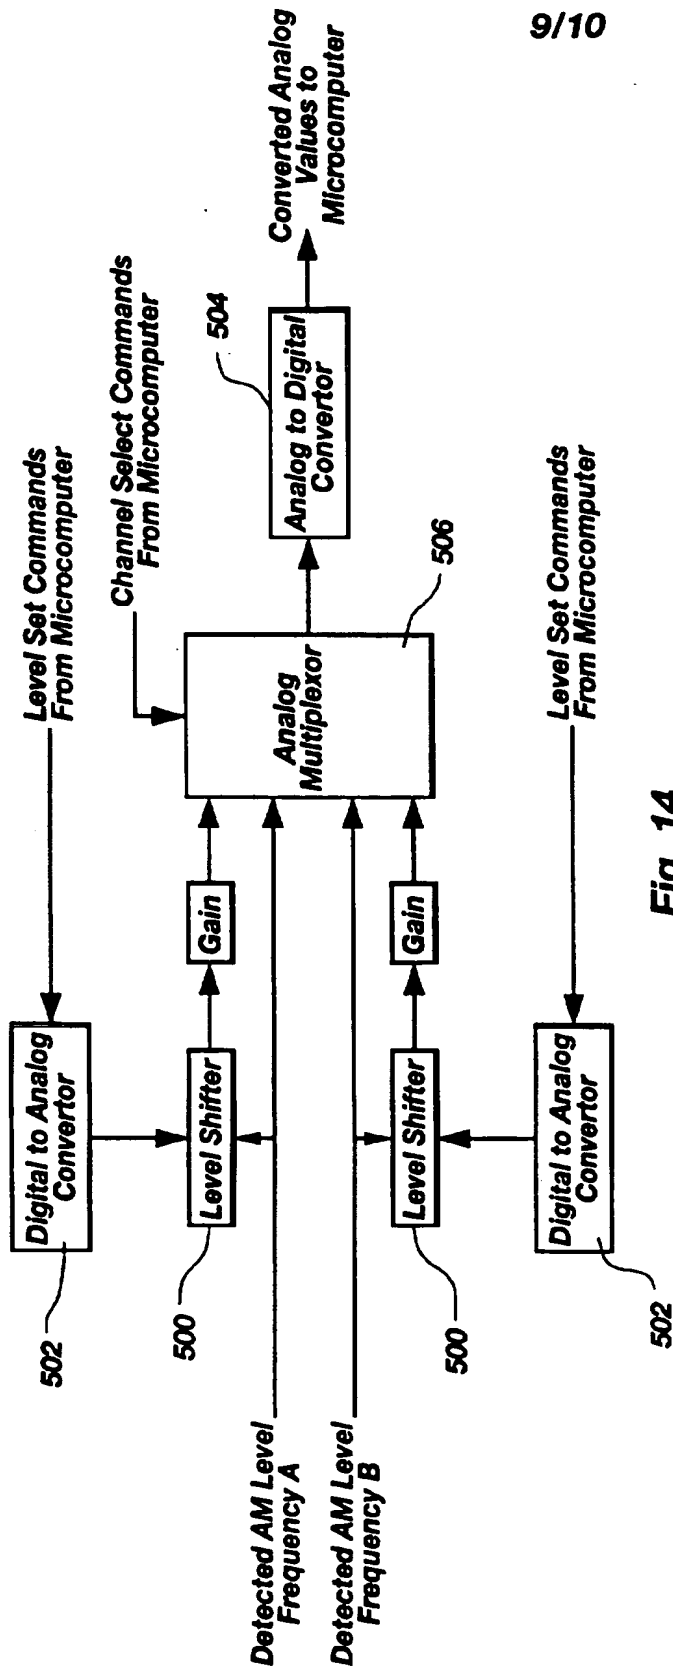 9/10
Level Set Commands
From Microcomputer
Channel Select Commands
From Microcomputer
Converted Analog
Values to
Microcomputer
Digital to Analog
Convertor
502
504
Analog to Digital
Convertor
500
Level Shifter
Gain
Analog
Multiplexor
506
Detected AM Level
Frequency A
Detected AM Level
Frequency B
500
Level Shifter
Gain
Digital to Analog
Convertor
502
Level Set Commands
From Microcomputer
Fig. 14